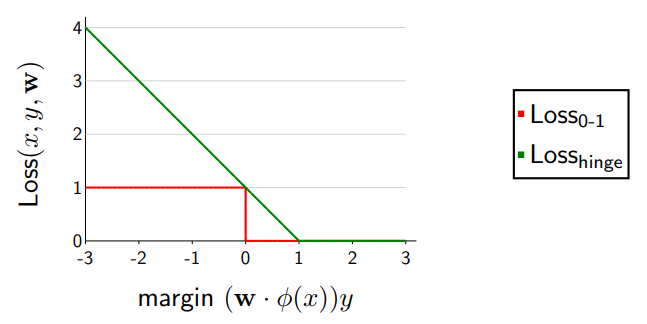 4
3
2
1
0
Loss(x, y, w)
-3 -2 -1 0 1 2 3
margin (w · ϕ(x))y
Loss0-1
Losshinge